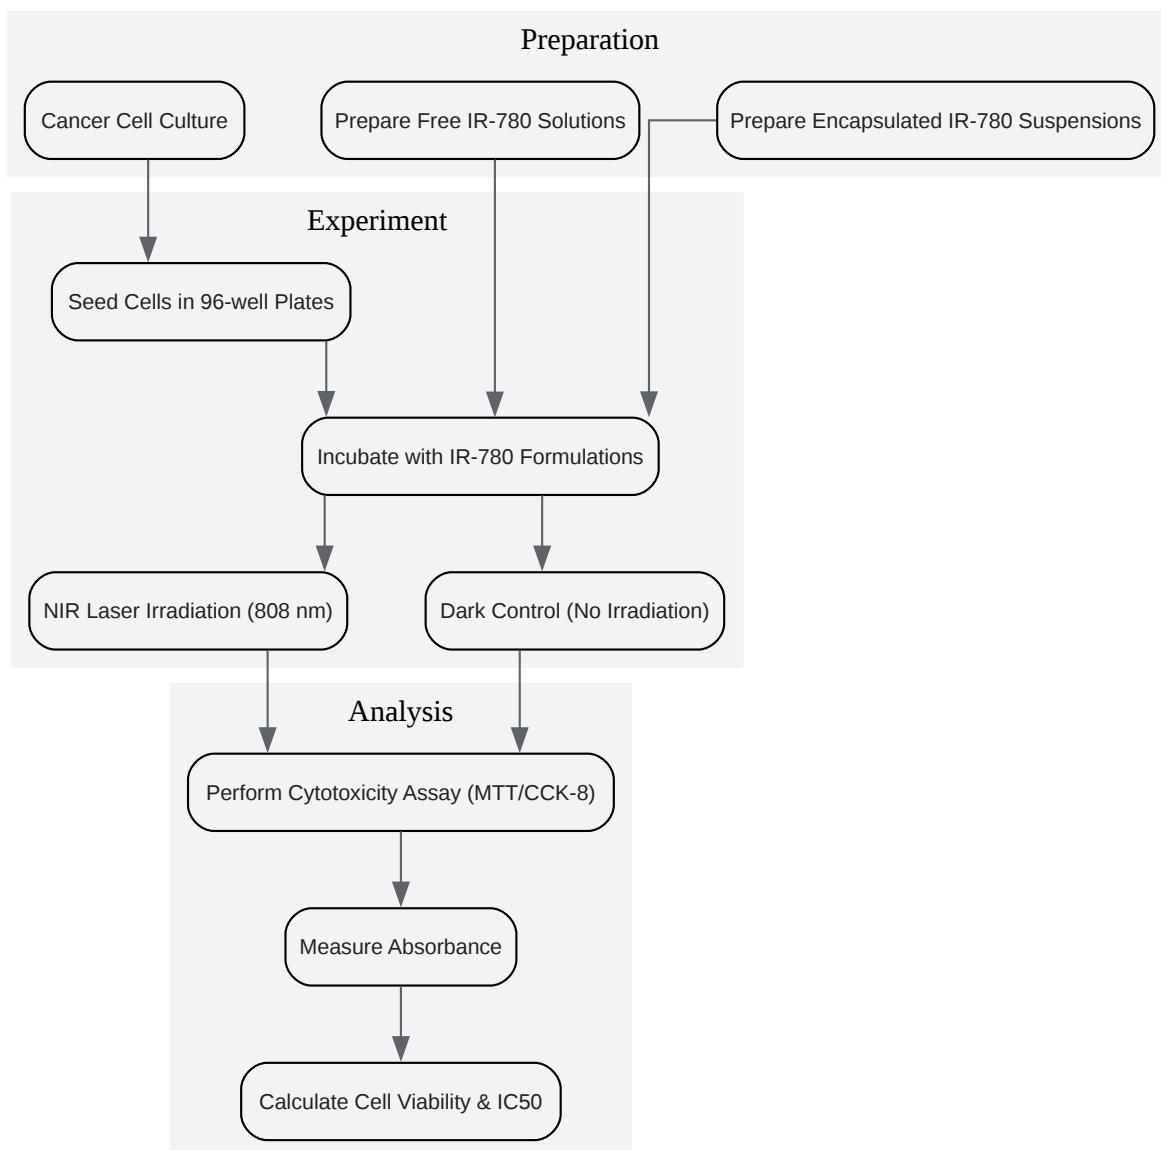 Preparation
Cancer Cell Culture
Prepare Free IR-780 Solutions
Prepare Encapsulated IR-780 Suspensions
Experiment
Seed Cells in 96-well Plates
Incubate with IR-780 Formulations
NIR Laser Irradiation (808 nm)
Dark Control (No Irradiation)
Analysis
Perform Cytotoxicity Assay (MTT/CCK-8)
Measure Absorbance
Calculate Cell Viability & IC50